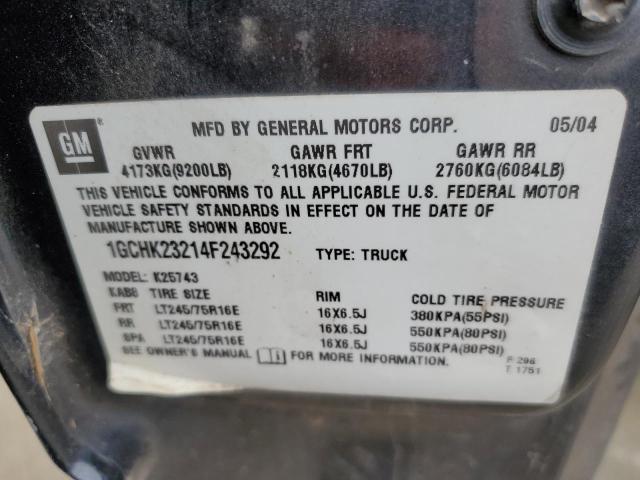 GM ®
MFD BY GENERAL MOTORS CORP. 05/04
GVWR GAWR FRT GAWR RR
4173KG(9200LB) 2118KG(4670LB) 2760KG(6084LB)
THIS VEHICLE CONFORMS TO ALL APPLICABLE U.S. FEDERAL MOTOR
VEHICLE SAFETY STANDARDS IN EFFECT ON THE DATE OF
MANUFACTURE SHOWN ABOVE.
1GCHK23214F243292 TYPE: TRUCK
MODEL: K25743
KABB TIRE SIZE RIM COLD TIRE PRESSURE
FRT LT245/75R16E 16X6.5J 380KPA(55PSI)
RR LT245/75R16E 16X6.5J 550KPA(80PSI)
SPA LT245/75R16E 16X6.5J 550KPA(80PSI)
SEE OWNER'S MANUAL FOR MORE INFORMATION.
P 296
T 1751